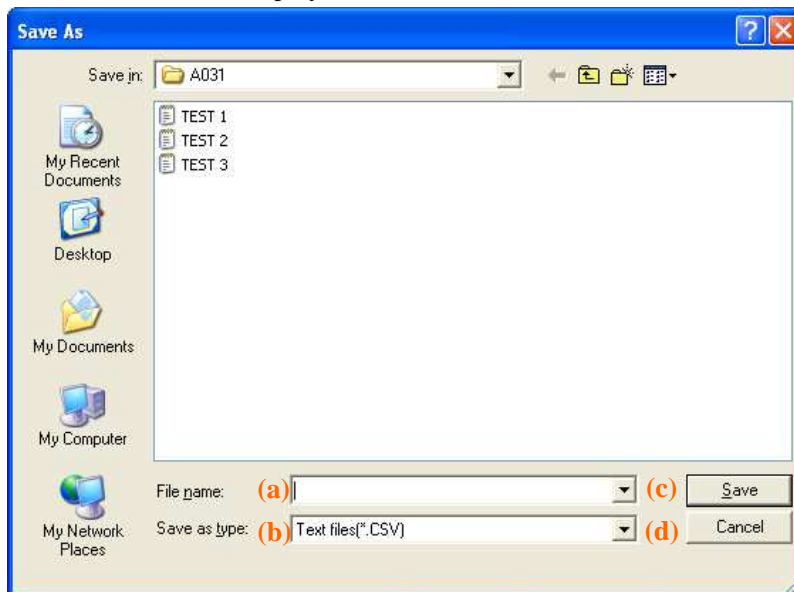 Save As
Save in: A031
TEST 1
TEST 2
TEST 3
My Recent
Documents
Desktop
My Documents
My Computer
My Network
Places
File name: (a) (c) Save
Save as type: (b) Text files(*.CSV) (d) Cancel